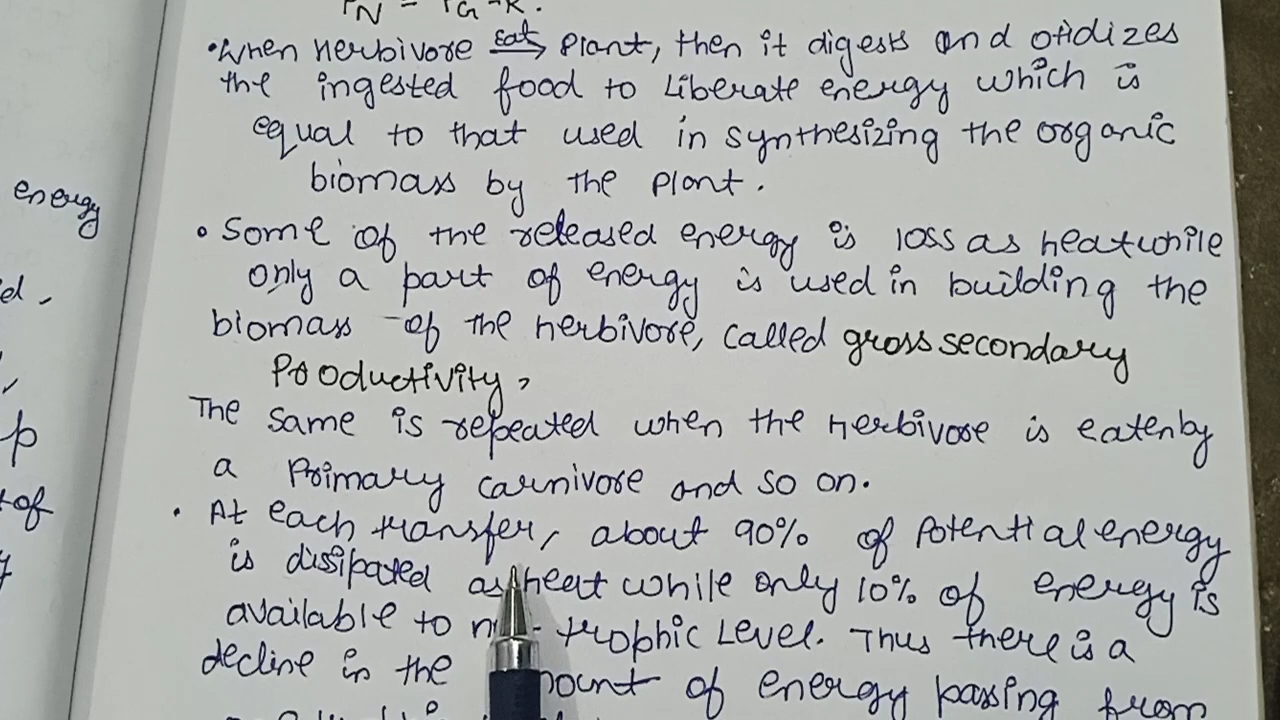 PN = PG - R.
•When herbivore eat→ Plant, then it digests and oxidizes
the ingested food to Liberate energy which is
equal to that used in synthesizing the organic
biomass by the plant.
energy
• Some of the released energy is loss as heat while
only a part of energy is used in building the
ed,
biomass of the herbivore, called gross secondary
Productivity,
The same is repeated when the herbivore is eaten by
p
a Primary carnivore and so on.
of
• At each transfer, about 90% of Potential energy
is dissipated as heat while only 10% of energy is
available to trophic Level. Thus there is a
decline in the energy passing from